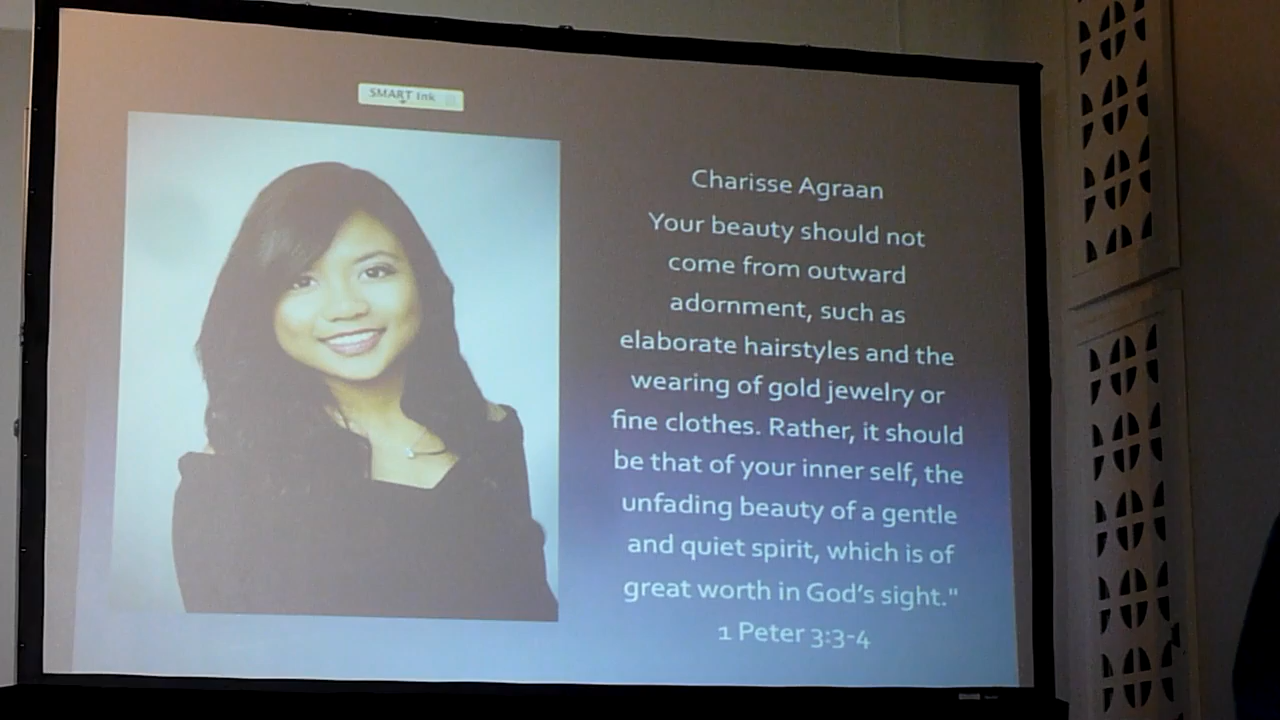 SMART Ink
Charisse Agraan
Your beauty should not
come from outward
adornment, such as
elaborate hairstyles and the
wearing of gold jewelry or
fine clothes. Rather, it should
be that of your inner self, the
unfading beauty of a gentle
and quiet spirit, which is of
great worth in God's sight."
1 Peter 3:3-4